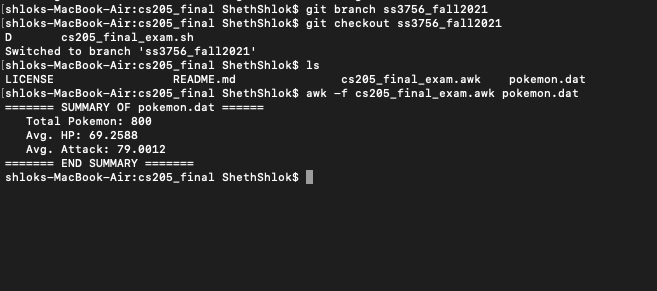 [shloks-MacBook-Air:cs205_final ShethShlok$ git branch ss3756_fall2021
[shloks-MacBook-Air:cs205_final ShethShlok$ git checkout ss3756_fall2021
D       cs205_final_exam.sh
Switched to branch 'ss3756_fall2021'
[shloks-MacBook-Air:cs205_final ShethShlok$ ls
LICENSE                 README.md               cs205_final_exam.awk    pokemon.dat
[shloks-MacBook-Air:cs205_final ShethShlok$ awk -f cs205_final_exam.awk pokemon.dat
======= SUMMARY OF pokemon.dat ======
   Total Pokemon: 800
   Avg. HP: 69.2588
   Avg. Attack: 79.0012
======= END SUMMARY =======
shloks-MacBook-Air:cs205_final ShethShlok$